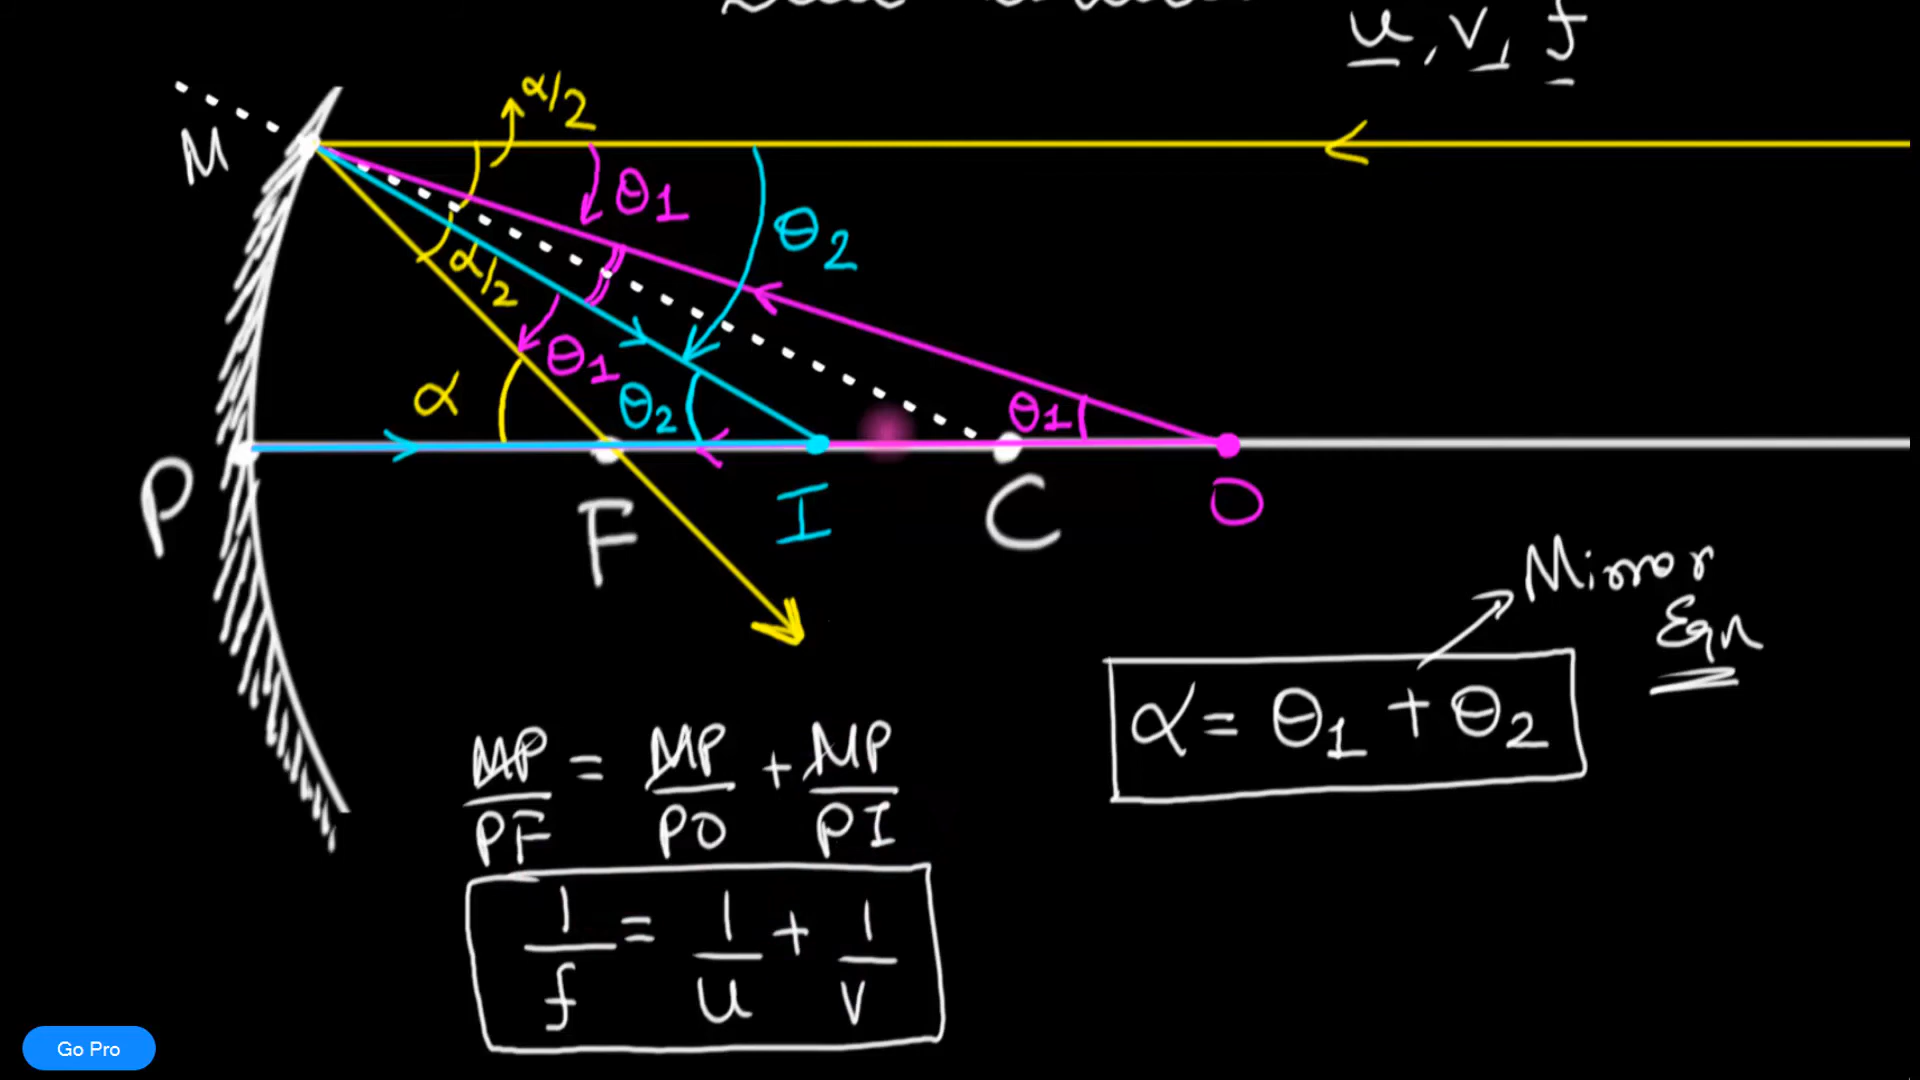 u, v, f
α/2
M
θ1
θ2
α/2
θ1
α
θ2
θ1
P
F
I
C
O
Mirror
Eqn
α = θ1 + θ2
MP/PF = MP/PO + MP/PI
1/f = 1/u + 1/v
Go Pro